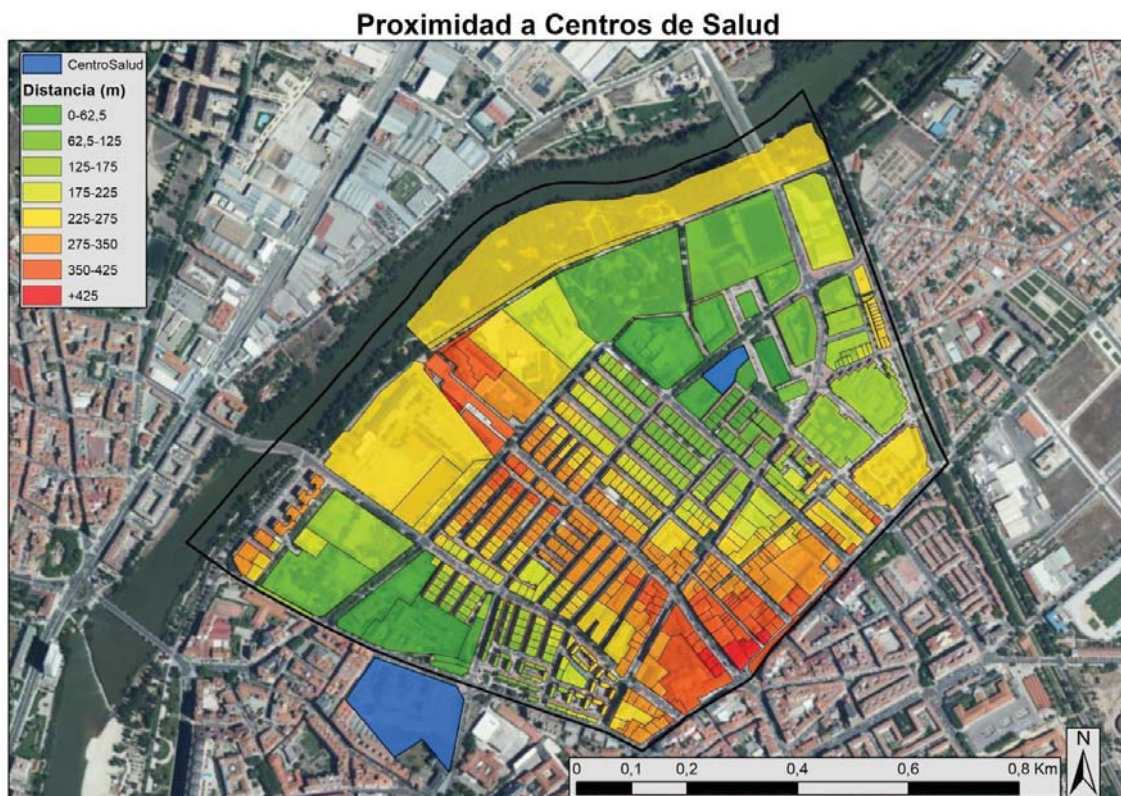 Proximidad a Centros de Salud
CentroSalud
Distancia (m)
0-62,5
62,5-125
125-175
175-225
225-275
275-350
350-425
+425
N
0 0,1 0,2 0,4 0,6 0,8 Km